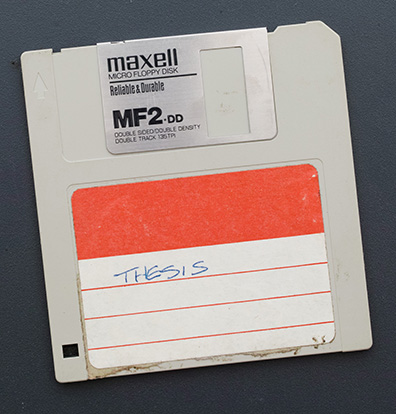 maxell
MICRO FLOPPY DISK
Reliable & Durable
MF2-DD
DOUBLE SIDED/DOUBLE DENSITY
DOUBLE TRACK 135TPI
THESIS